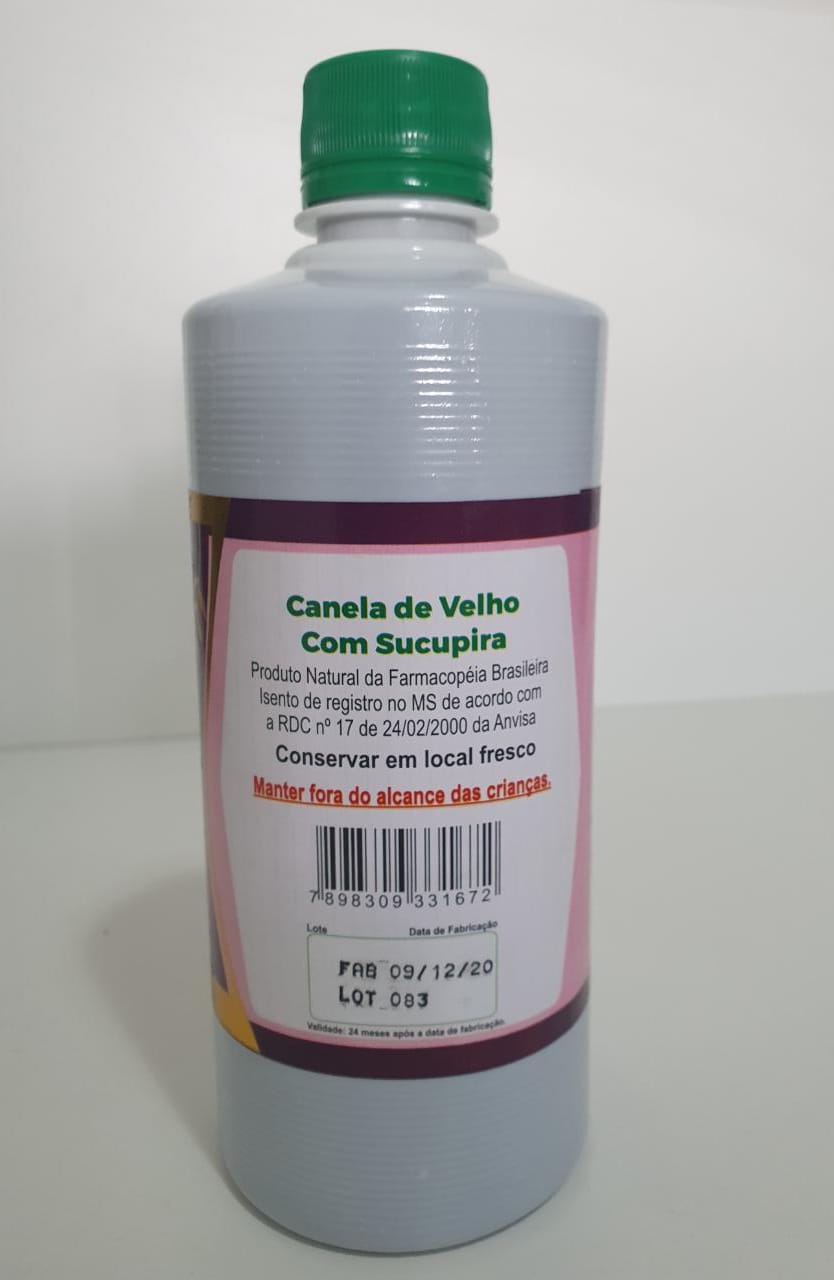 Canela de Velho
Com Sucupira
Produto Natural da Farmacopéia Brasileira
Isento de registro no MS de acordo com
a RDC nº 17 de 24/02/2000 da Anvisa
Conservar em local fresco
Manter fora do alcance das crianças.
7 898309 331672
Lote Data de Fabricação
FAB 09/12/20
LOT 083
Validade: 24 meses após a data de fabricação.